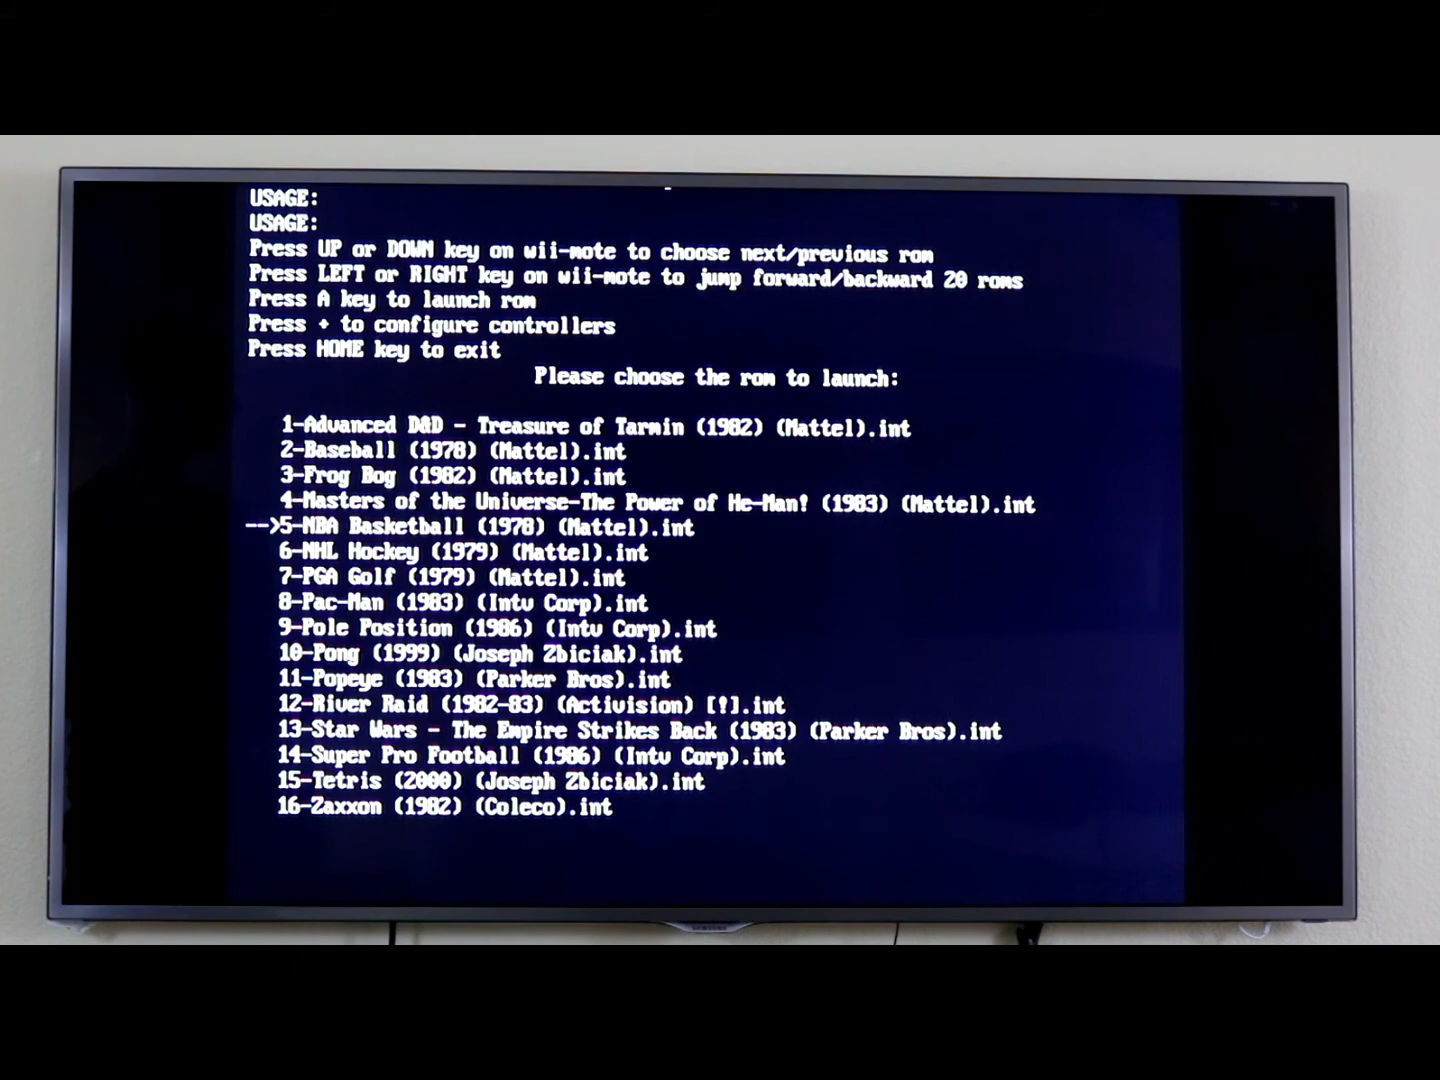 USAGE:
USAGE:
Press UP or DOWN key on wii-mote to choose next/previous rom
Press LEFT or RIGHT key on wii-mote to jump forward/backward 20 roms
Press A key to launch rom
Press + to configure controllers
Press HOME key to exit
Please choose the rom to launch:
1-Advanced D&D - Treasure of Tarmin (1982) (Mattel).int
2-Baseball (1978) (Mattel).int
3-Frog Bog (1982) (Mattel).int
4-Masters of the Universe-The Power of He-Man! (1983) (Mattel).int
-->5-NBA Basketball (1978) (Mattel).int
6-NHL Hockey (1979) (Mattel).int
7-PGA Golf (1979) (Mattel).int
8-Pac-Man (1983) (Intv Corp).int
9-Pole Position (1986) (Intv Corp).int
10-Pong (1999) (Joseph Zbiciak).int
11-Popeye (1983) (Parker Bros).int
12-River Raid (1982-83) (Activision) [!].int
13-Star Wars - The Empire Strikes Back (1983) (Parker Bros).int
14-Super Pro Football (1986) (Intv Corp).int
15-Tetris (2000) (Joseph Zbiciak).int
16-Zaxxon (1982) (Coleco).int
SAMSUNG